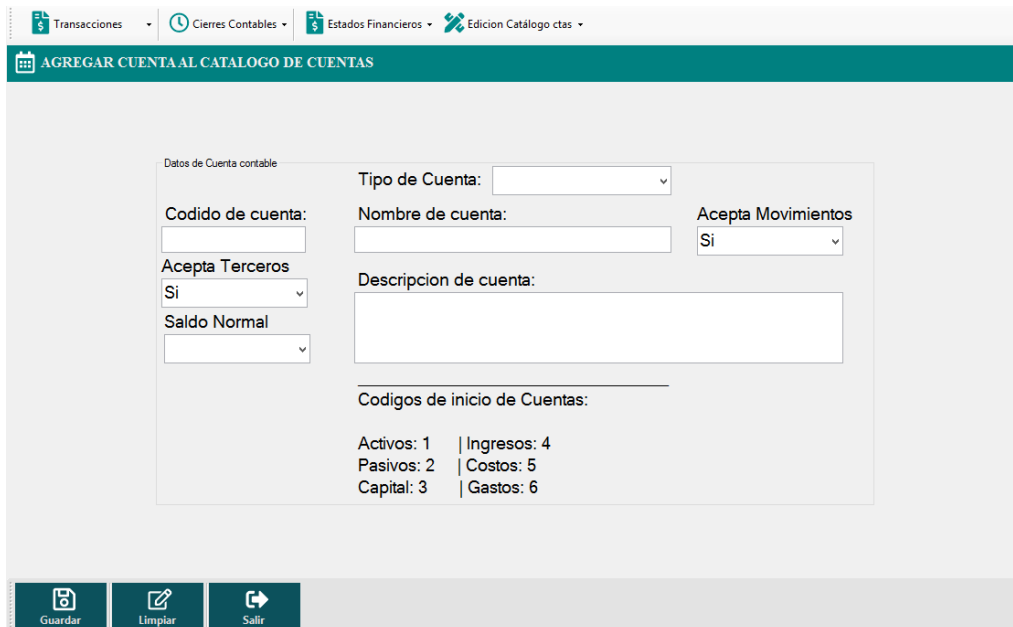 Transacciones Cierres Contables Estados Financieros Edicion Catálogo ctas
AGREGAR CUENTA AL CATALOGO DE CUENTAS
Datos de Cuenta contable
Tipo de Cuenta:
Codido de cuenta: Nombre de cuenta: Acepta Movimientos
Si
Acepta Terceros
Si
Descripcion de cuenta:
Saldo Normal
Codigos de inicio de Cuentas:
Activos: 1 | Ingresos: 4
Pasivos: 2 | Costos: 5
Capital: 3 | Gastos: 6
Guardar Limpiar Salir